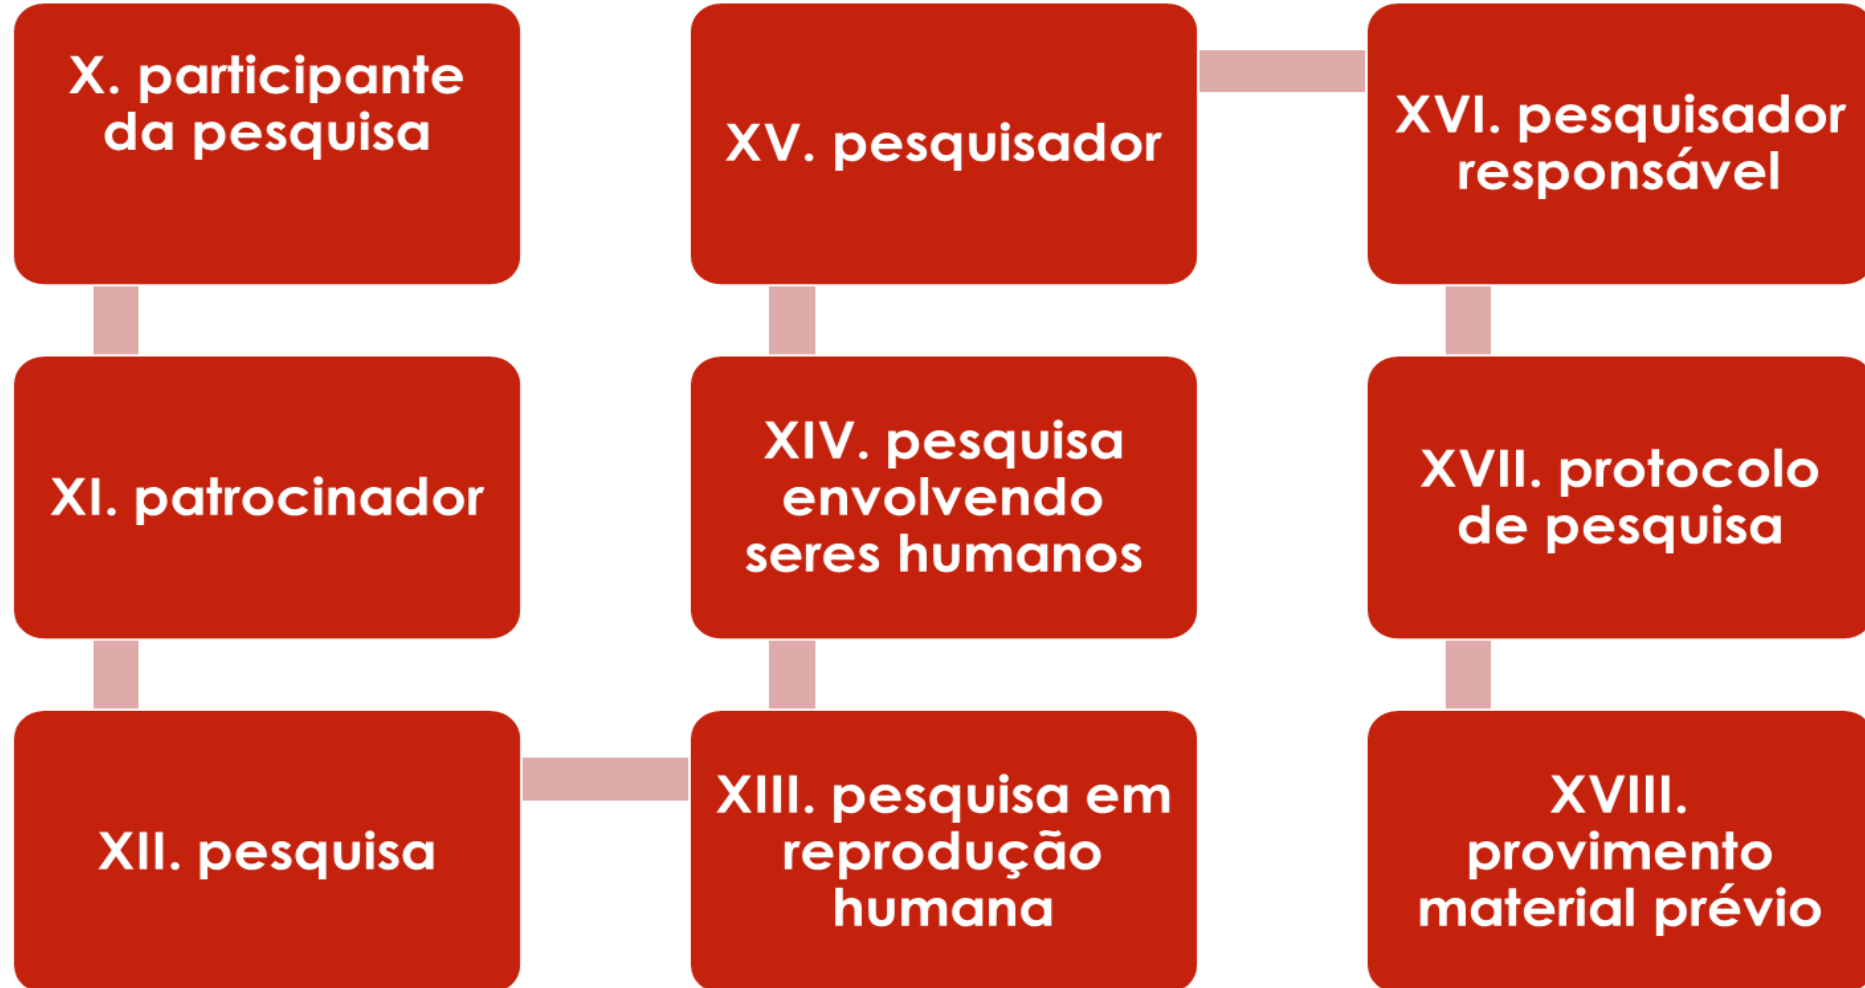 X. participante
da pesquisa
XI. patrocinador
XII. pesquisa
XIII. pesquisa em
reprodução
humana
XIV. pesquisa
envolvendo
seres humanos
XV. pesquisador
XVI. pesquisador
responsável
XVII. protocolo
de pesquisa
XVIII.
provimento
material prévio